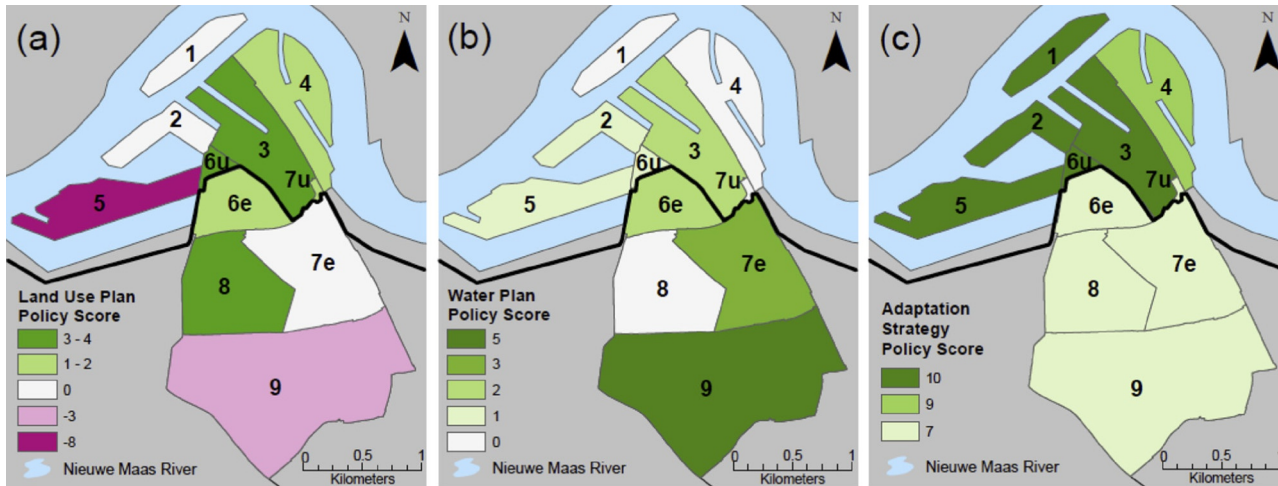 (a)
N
1
4
2
3
6u
7u
5
6e
7e
8
9
Land Use Plan
Policy Score
3 - 4
1 - 2
0
-3
-8
Nieuwe Maas River
0 0.5 1
Kilometers
(b)
N
1
4
2
3
6u
7u
5
6e
7e
8
9
Water Plan
Policy Score
5
3
2
1
0
Nieuwe Maas River
0 0.5 1
Kilometers
(c)
N
1
4
2
3
6u
7u
5
6e
7e
8
9
Adaptation
Strategy
Policy Score
10
9
7
Nieuwe Maas River
0 0.5 1
Kilometers